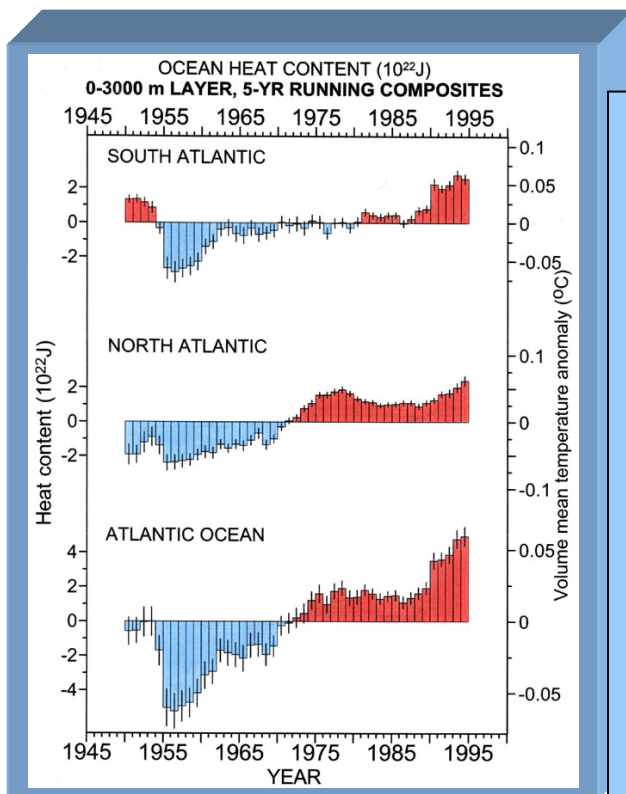 OCEAN HEAT CONTENT (10²²J)
0-3000 m LAYER, 5-YR RUNNING COMPOSITES
1945 1955 1965 1975 1985 1995
SOUTH ATLANTIC
2
0
-2
0.1
0.05
0
-0.05
NORTH ATLANTIC
2
0
-2
0.1
0
-0.1
ATLANTIC OCEAN
4
2
0
-2
-4
0.05
0
-0.05
Heat content (10²²J)
Volume mean temperature anomaly (°C)
1945 1955 1965 1975 1985 1995
YEAR